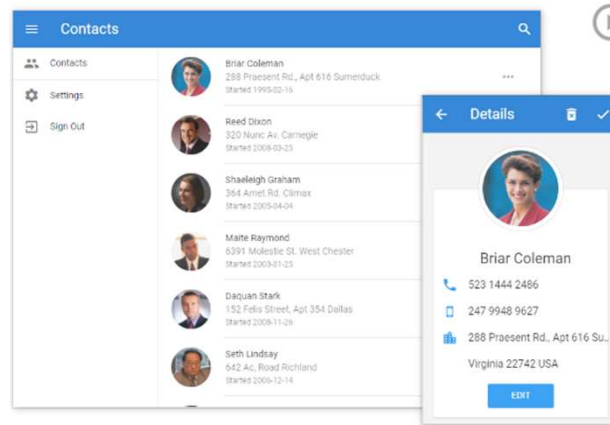 Contacts
Contacts
Settings
Sign Out
Briar Coleman
288 Praesent Rd., Apt 616 Sumerduck
Started 1995-02-16
Reed Dixon
320 Nunc Av. Carnegie
Started 2008-03-23
Shaeleigh Graham
364 Amet Rd, Climax
Started 2005-04-04
Maite Raymond
6391 Molestie St. West Chester
Started 2003-01-23
Daquan Stark
152 Felis Street, Apt 354 Dallas
Started 2008-11-26
Seth Lindsay
642 Ac, Road Richland
Started 2006-12-14
Details
Briar Coleman
523 1444 2486
247 9948 9627
288 Praesent Rd., Apt 616 Su...
Virginia 22742 USA
EDIT